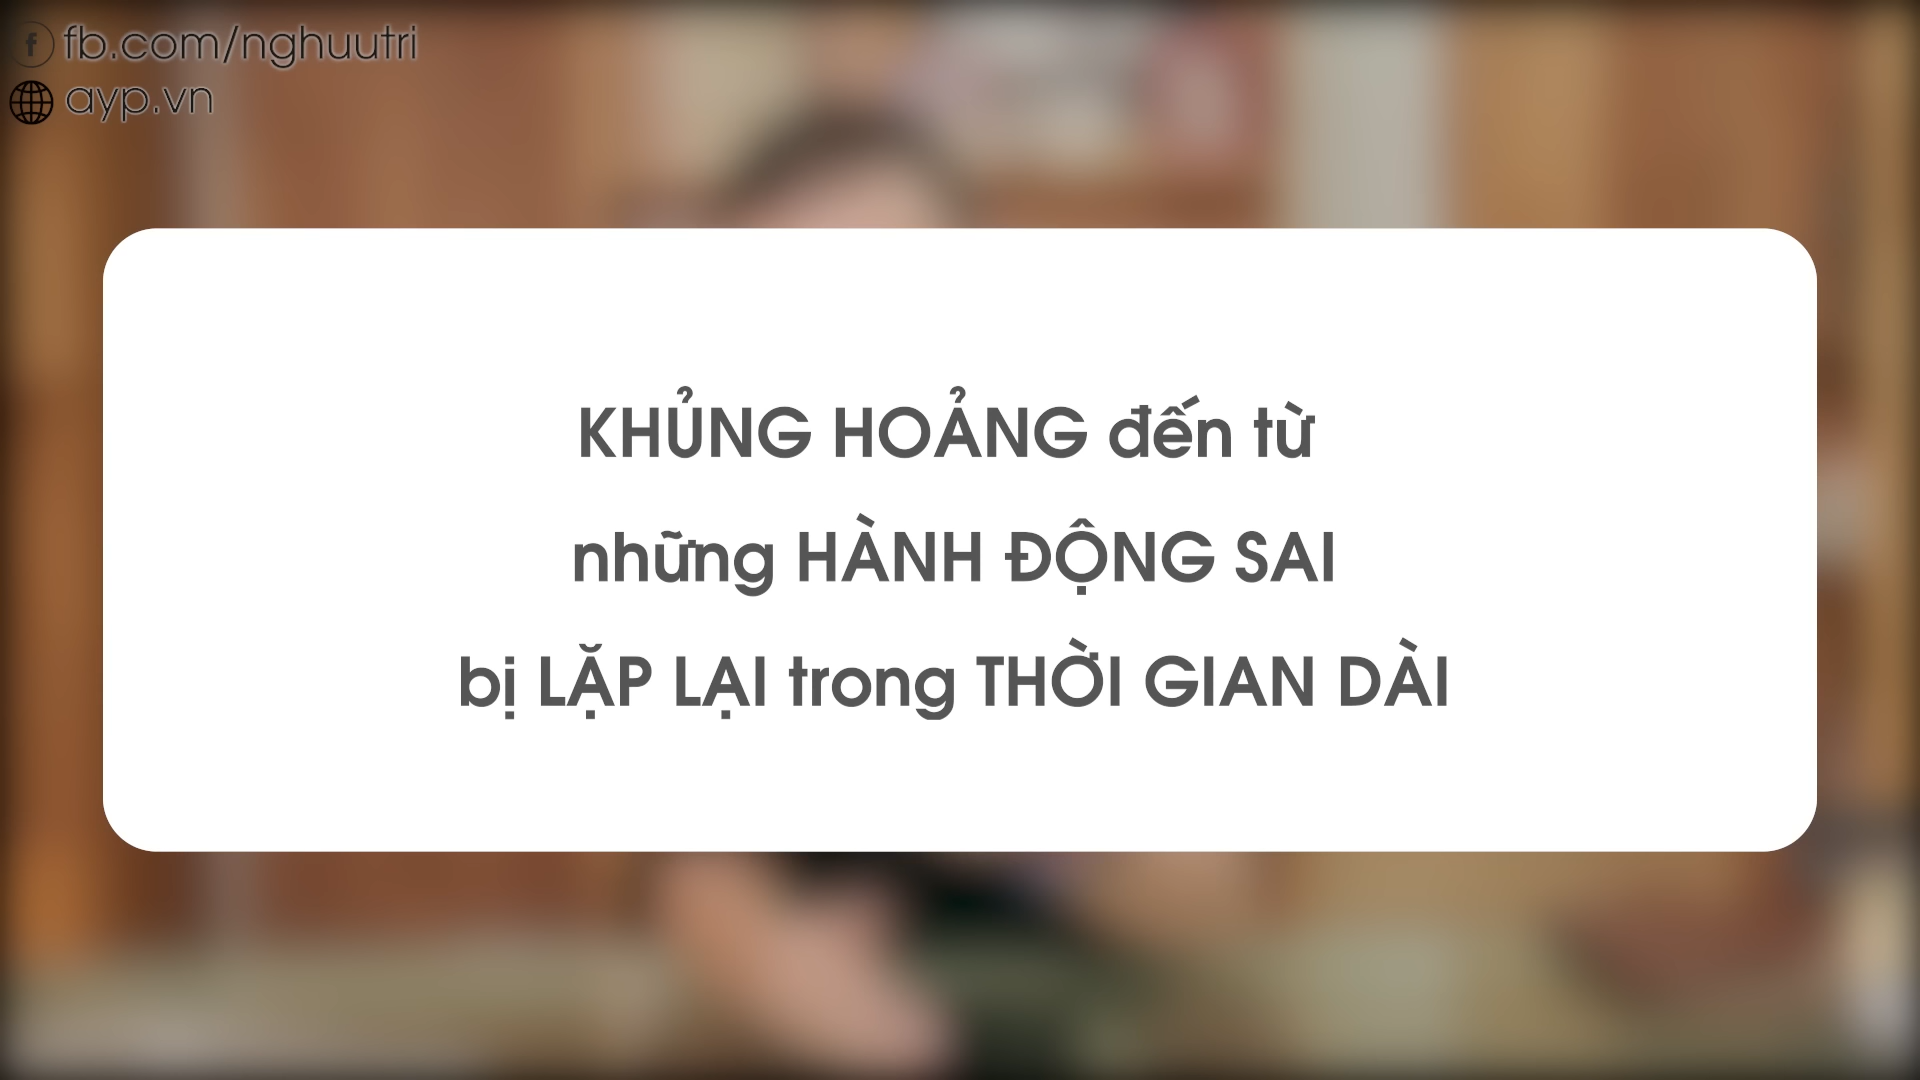 fb.com/nghuutri
ayp.vn
KHỦNG HOẢNG đến từ
những HÀNH ĐỘNG SAI
bị LẶP LẠI trong THỜI GIAN DÀI